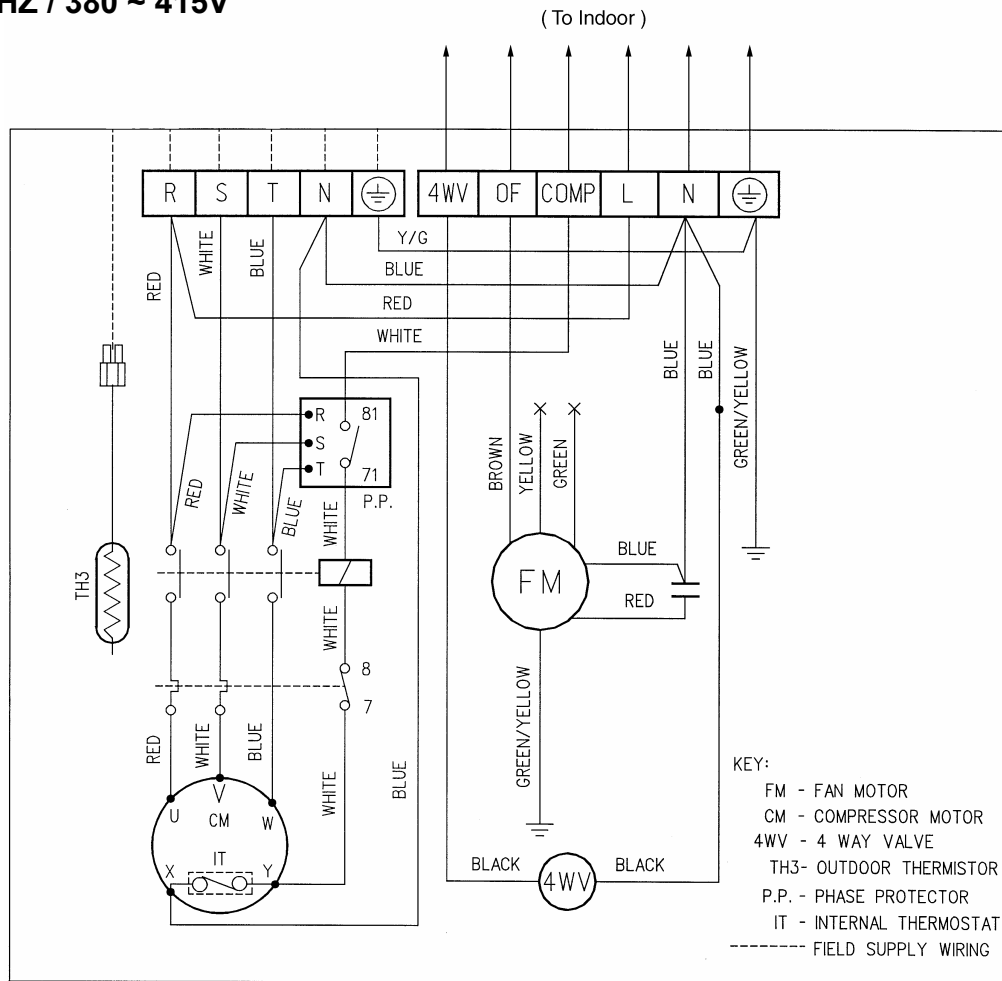 HZ / 380 ~ 415V
( To Indoor )
R S T N
4WV OF COMP L N
Y/G
BLUE
RED
WHITE
RED
WHITE
BLUE
BLUE
BLUE
GREEN/YELLOW
R 81
S
T 71
P.P.
RED
WHITE
BLUE
WHITE
BROWN
YELLOW
GREEN
TH3
FM
BLUE
RED
WHITE
8
7
GREEN/YELLOW
RED
WHITE
BLUE
WHITE
BLUE
U
V
W
CM
IT
X
Y
BLACK
4WV
BLACK
KEY:
FM - FAN MOTOR
CM - COMPRESSOR MOTOR
4WV - 4 WAY VALVE
TH3- OUTDOOR THERMISTOR
P.P. - PHASE PROTECTOR
IT - INTERNAL THERMOSTAT
-------- FIELD SUPPLY WIRING